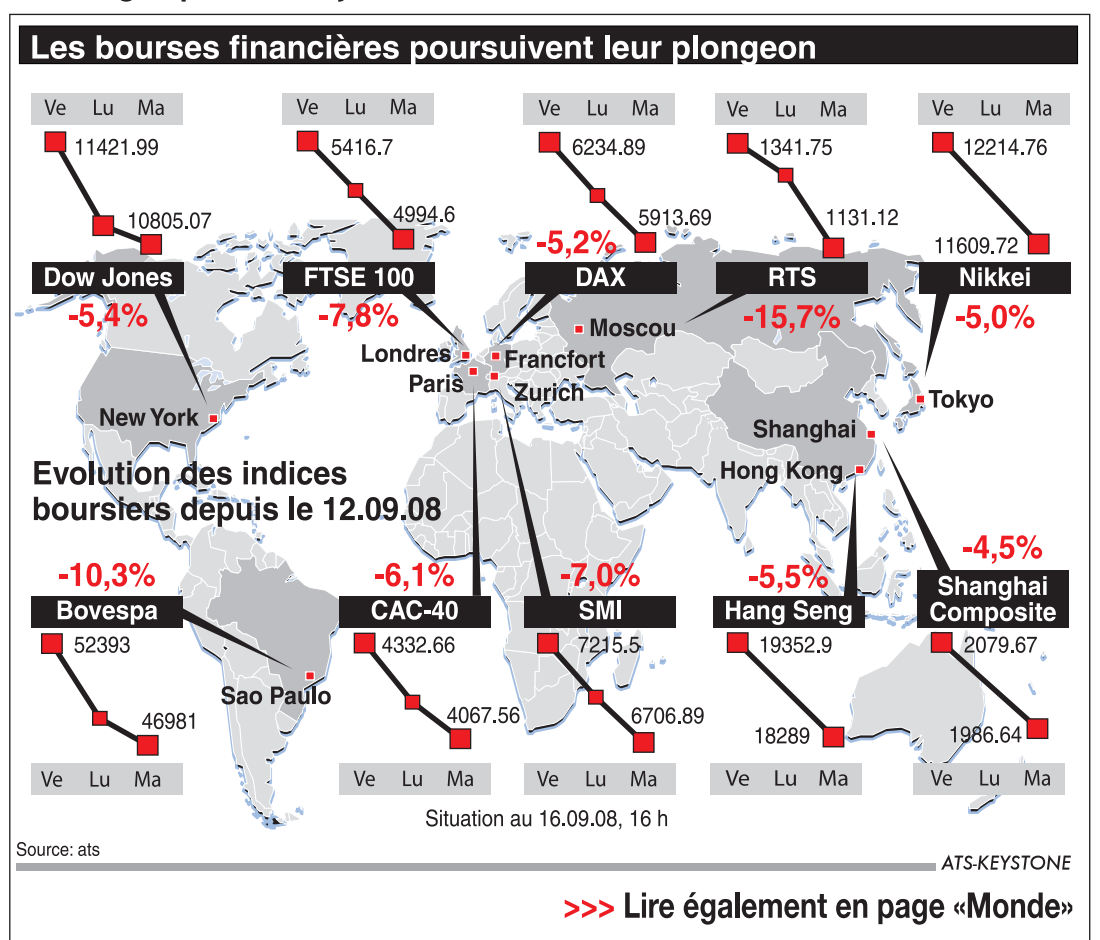 Les bourses financières poursuivent leur plongeon
Ve Lu Ma
11421.99
10805.07
Dow Jones
-5,4%
Ve Lu Ma
5416.7
4994.6
FTSE 100
-7,8%
Ve Lu Ma
6234.89
5913.69
-5,2%
DAX
Ve Lu Ma
1341.75
1131.12
RTS
-15,7%
Ve Lu Ma
12214.76
11609.72
Nikkei
-5,0%
Moscou
Londres
Francfort
Paris
Zurich
New York
Tokyo
Shanghai
Hong Kong
Evolution des indices
boursiers depuis le 12.09.08
-10,3%
Bovespa
52393
46981
Sao Paulo
Ve Lu Ma
-6,1%
CAC-40
4332.66
4067.56
Ve Lu Ma
-7,0%
SMI
7215.5
6706.89
Ve Lu Ma
-5,5%
Hang Seng
19352.9
18289
Ve Lu Ma
-4,5%
Shanghai
Composite
2079.67
1986.64
Ve Lu Ma
Situation au 16.09.08, 16 h
Source: ats
ATS-KEYSTONE
>>> Lire également en page «Monde»